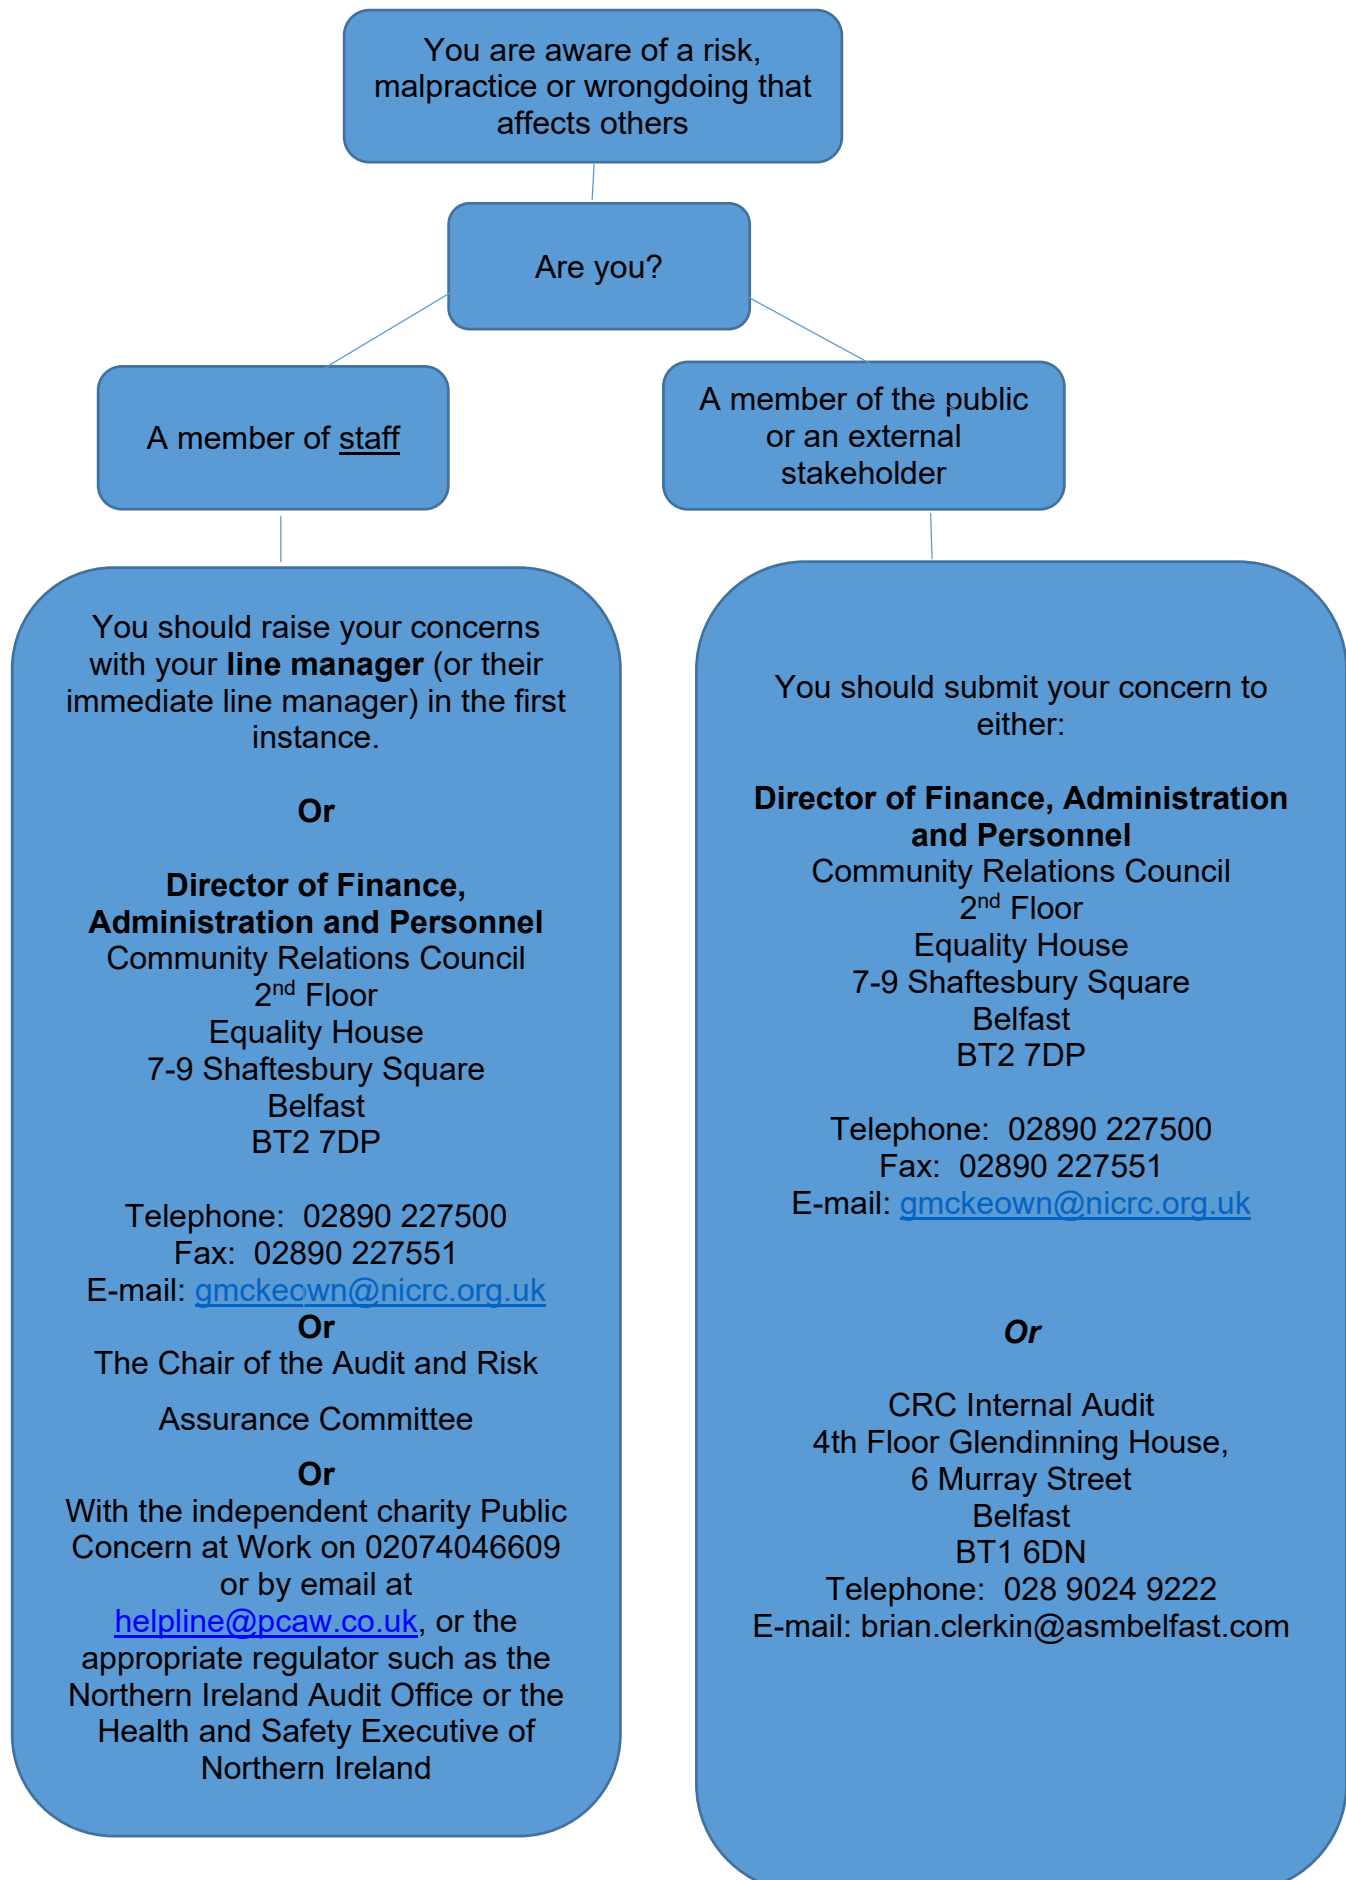 You are aware of a risk,
malpractice or wrongdoing that
affects others
Are you?
A member of staff
A member of the public
or an external
stakeholder
You should raise your concerns
with your line manager (or their
immediate line manager) in the first
instance.
Or
Director of Finance,
Administration and Personnel
Community Relations Council
2nd Floor
Equality House
7-9 Shaftesbury Square
Belfast
BT2 7DP
Telephone:  02890 227500
Fax:  02890 227551
E-mail: gmckeown@nicrc.org.uk
Or
The Chair of the Audit and Risk
Assurance Committee
Or
With the independent charity Public
Concern at Work on 02074046609
or by email at
helpline@pcaw.co.uk, or the
appropriate regulator such as the
Northern Ireland Audit Office or the
Health and Safety Executive of
Northern Ireland
You should submit your concern to
either:
Director of Finance, Administration
and Personnel
Community Relations Council
2nd Floor
Equality House
7-9 Shaftesbury Square
Belfast
BT2 7DP
Telephone:  02890 227500
Fax:  02890 227551
E-mail: gmckeown@nicrc.org.uk
Or
CRC Internal Audit
4th Floor Glendinning House,
6 Murray Street
Belfast
BT1 6DN
Telephone:  028 9024 9222
E-mail: brian.clerkin@asmbelfast.com